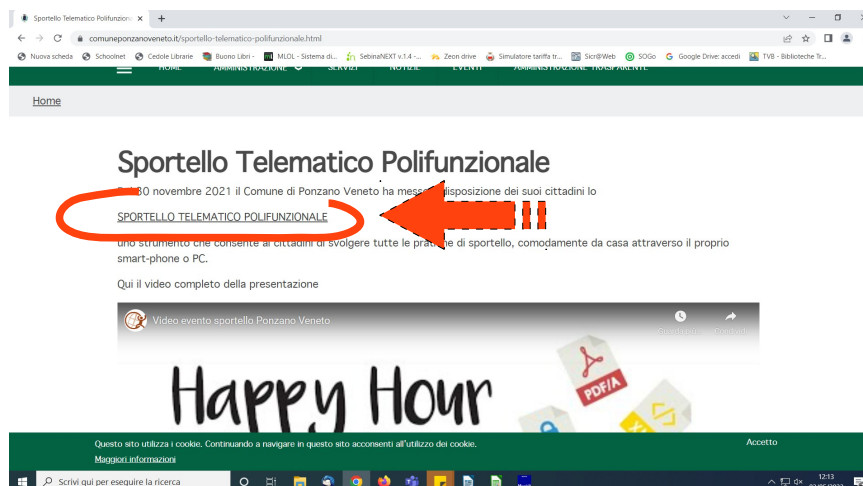 Sportello Telematico Polifunziona
comuneponzanoveneto.it/sportello-telematico-polifunzionale.html
Nuova scheda Schoolnet Cedole Librarie Buono Libri - MLOL - Sistema di... SebinaNEXT v.1.4 -... Zeon drive Simulatore tariffa tr... Sicr@Web SOGo Google Drive: accedi TVB - Biblioteche Tr...
HOME AMMINISTRAZIONE SERVIZI NOTIZIE EVENTI AMMINISTRAZIONE TRASPARENTE
Home
Sportello Telematico Polifunzionale
30 novembre 2021 il Comune di Ponzano Veneto ha messo disposizione dei suoi cittadini lo
SPORTELLO TELEMATICO POLIFUNZIONALE
uno strumento che consente ai cittadini di svolgere tutte le pratiche di sportello, comodamente da casa attraverso il proprio
smart-phone o PC.
Qui il video completo della presentazione
Video evento sportello Ponzano Veneto
Happy Hour
PDF/A
Questo sito utilizza i cookie. Continuando a navigare in questo sito acconsenti all'utilizzo dei cookie.
Accetto
Maggiori informazioni
Scrivi qui per eseguire la ricerca
12:13